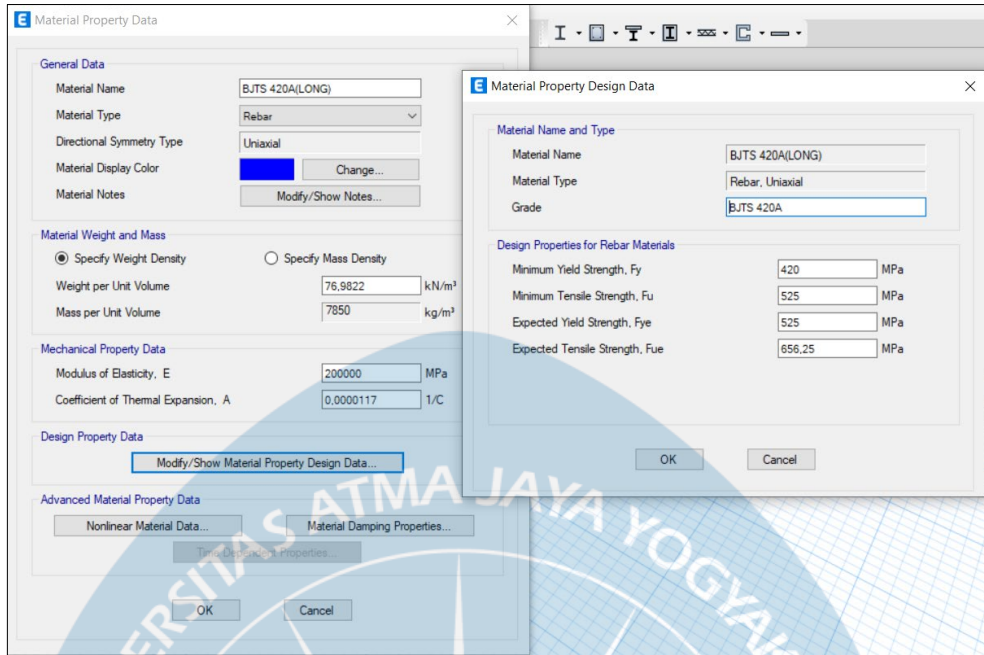 E Material Property Data
General Data
Material Name BJTS 420A(LONG)
Material Type Rebar
Directional Symmetry Type Uniaxial
Material Display Color Change...
Material Notes Modify/Show Notes...
Material Weight and Mass
Specify Weight Density Specify Mass Density
Weight per Unit Volume 76,9822 kN/m³
Mass per Unit Volume 7850 kg/m³
Mechanical Property Data
Modulus of Elasticity, E 200000 MPa
Coefficient of Thermal Expansion, A 0,0000117 1/C
Design Property Data
Modify/Show Material Property Design Data...
Advanced Material Property Data
Nonlinear Material Data... Material Damping Properties...
Time Dependent Properties...
OK Cancel
E Material Property Design Data
Material Name and Type
Material Name BJTS 420A(LONG)
Material Type Rebar, Uniaxial
Grade BJTS 420A
Design Properties for Rebar Materials
Minimum Yield Strength, Fy 420 MPa
Minimum Tensile Strength, Fu 525 MPa
Expected Yield Strength, Fye 525 MPa
Expected Tensile Strength, Fue 656,25 MPa
OK Cancel
ERSITAS ATMA JAYA YOGYAK